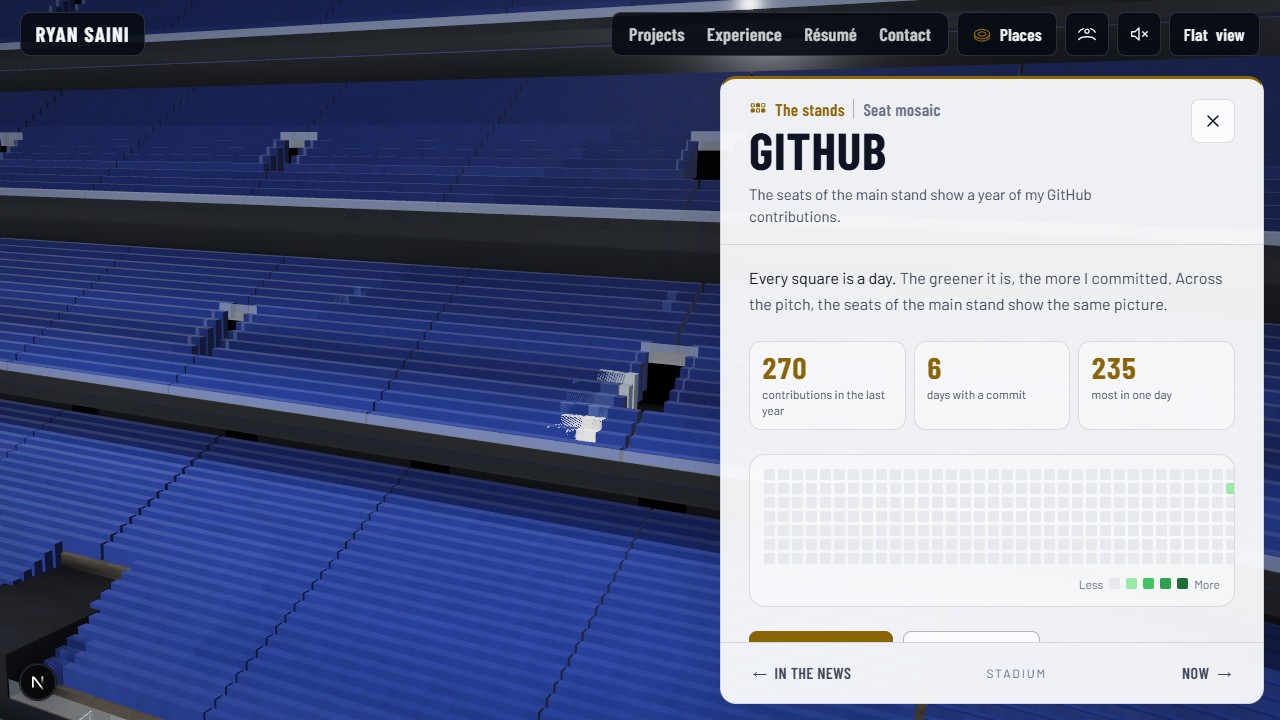 RYAN SAINI
Projects Experience Résumé Contact
Places
Flat view
The stands | Seat mosaic
GITHUB
The seats of the main stand show a year of my GitHub
contributions.
Every square is a day. The greener it is, the more I committed. Across
the pitch, the seats of the main stand show the same picture.
270
contributions in the last
year
6
days with a commit
235
most in one day
Less
More
← IN THE NEWS
STADIUM
NOW →
N